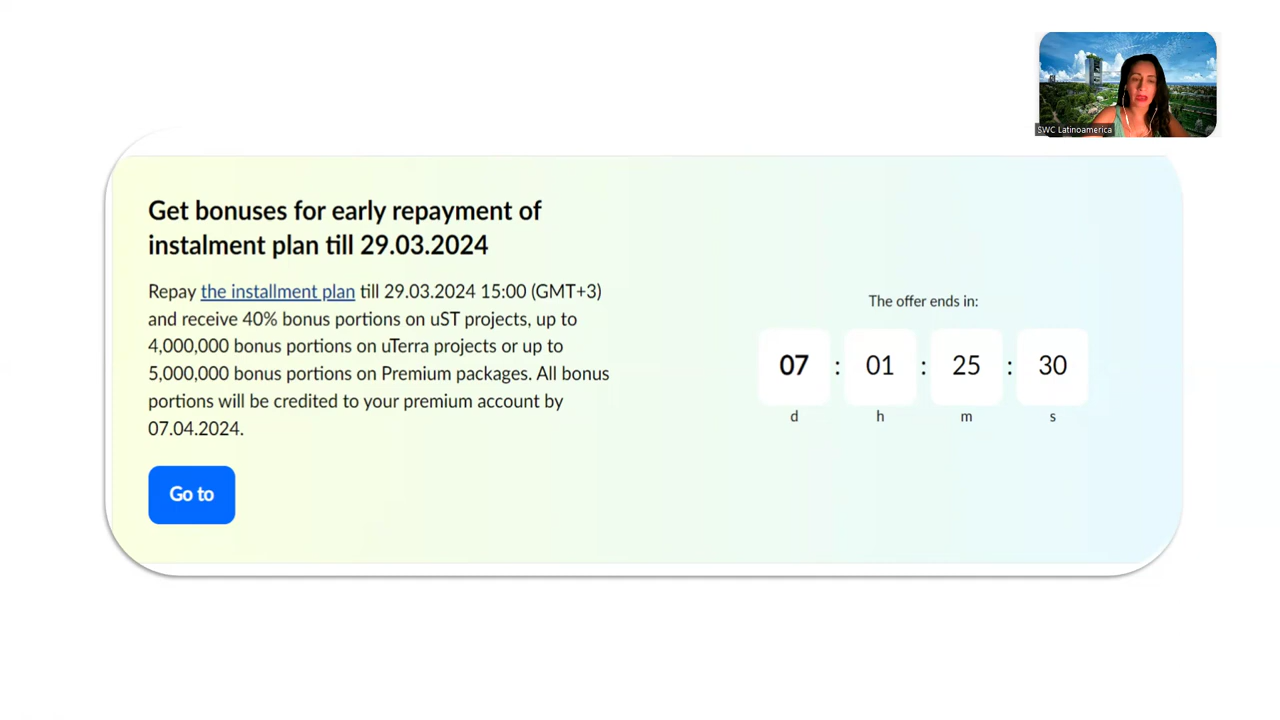 SWC Latinoamerica
Get bonuses for early repayment of
instalment plan till 29.03.2024
Repay the installment plan till 29.03.2024 15:00 (GMT+3)
and receive 40% bonus portions on uST projects, up to
4,000,000 bonus portions on uTerra projects or up to
5,000,000 bonus portions on Premium packages. All bonus
portions will be credited to your premium account by
07.04.2024.
Go to
The offer ends in:
07 : 01 : 25 : 30
d h m s